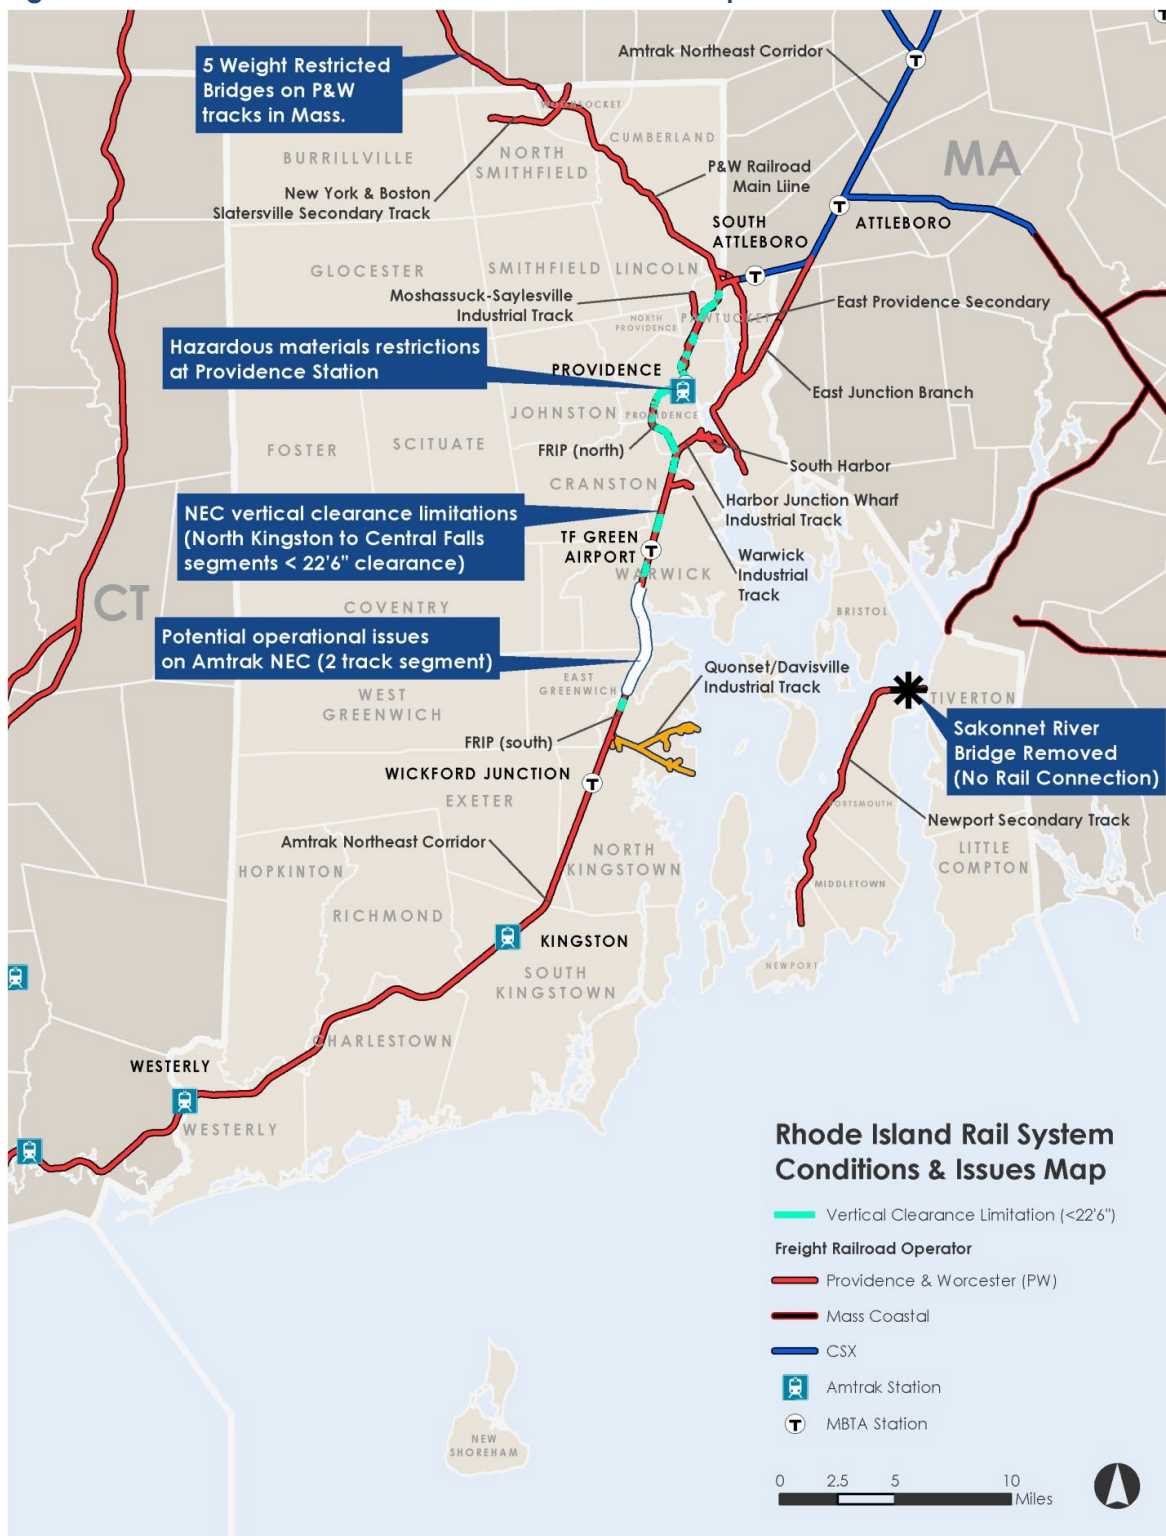 5 Weight Restricted
Bridges on P&W
tracks in Mass.
Amtrak Northeast Corridor
T
T
MA
WOONSOCKET
CUMBERLAND
BURRILLVILLE
NORTH
SMITHFIELD
P&W Railroad
Main Line
New York & Boston
Slatersville Secondary Track
T
SOUTH
ATTLEBORO
ATTLEBORO
GLOCESTER
SMITHFIELD
LINCOLN
T
Moshassuck-Saylesville
Industrial Track
East Providence Secondary
NORTH
PROVIDENCE
PAWTUCKET
Hazardous materials restrictions
at Providence Station
PROVIDENCE
East Junction Branch
JOHNSTON
PROVIDENCE
FOSTER
SCITUATE
FRIP (north)
South Harbor
CRANSTON
Harbor Junction Wharf
Industrial Track
NEC vertical clearance limitations
(North Kingston to Central Falls
segments < 22'6" clearance)
TF GREEN
AIRPORT
T
WARWICK
Warwick
Industrial
Track
CT
COVENTRY
BRISTOL
Potential operational issues
on Amtrak NEC (2 track segment)
Quonset/Davisville
Industrial Track
EAST
GREENWICH
WEST
GREENWICH
TIVERTON
Sakonnet River
Bridge Removed
(No Rail Connection)
FRIP (south)
WICKFORD JUNCTION
T
EXETER
PORTSMOUTH
Newport Secondary Track
Amtrak Northeast Corridor
NORTH
KINGSTOWN
LITTLE
COMPTON
HOPKINTON
MIDDLETOWN
RICHMOND
KINGSTON
NEWPORT
SOUTH
KINGSTOWN
CHARLESTOWN
WESTERLY
WESTERLY
Rhode Island Rail System
Conditions & Issues Map
Vertical Clearance Limitation (<22'6")
Freight Railroad Operator
Providence & Worcester (PW)
Mass Coastal
CSX
Amtrak Station
T
MBTA Station
NEW
SHOREHAM
0 2.5 5 10
Miles